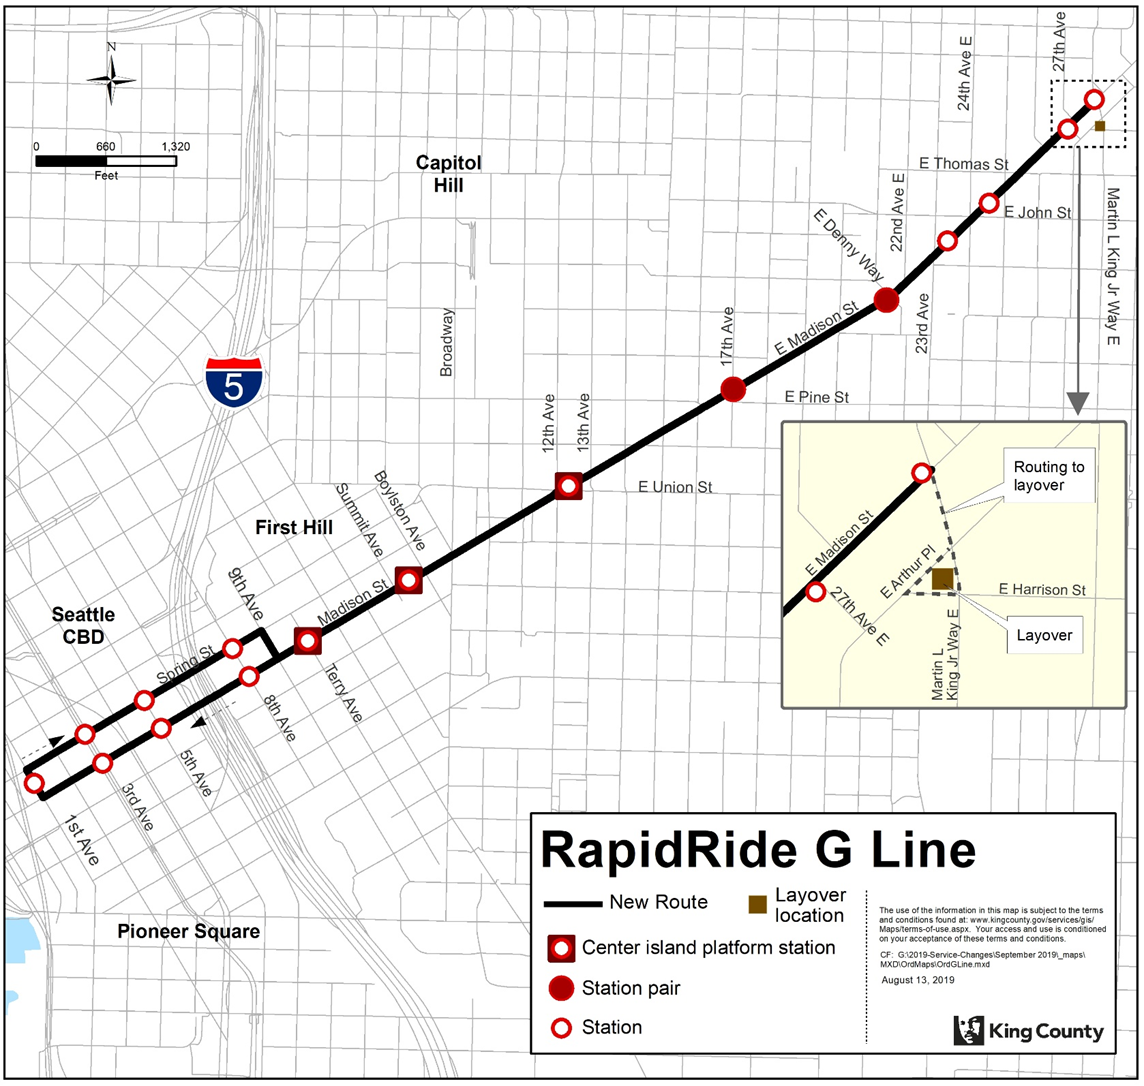 N
0 660 1,320
Feet
Capitol
Hill
24th Ave E
27th Ave
E Thomas St
E John St
22nd Ave E
E Denny Way
Martin L King Jr Way E
23rd Ave
E Madison St
17th Ave
Broadway
5
E Pine St
12th Ave
13th Ave
E Union St
Boylston Ave
Summit Ave
First Hill
9th Ave
Madison St
Seattle
CBD
Spring St
Terry Ave
8th Ave
5th Ave
3rd Ave
1st Ave
Pioneer Square
Routing to
layover
E Madison St
E Arthur Pl
27th Ave E
E Harrison St
Layover
Martin L
King Jr Way E
RapidRide G Line
New Route
Layover
location
Center island platform station
Station pair
Station
The use of the information in this map is subject to the terms
and conditions found at: www.kingcounty.gov/services/gis/
Maps/terms-of-use.aspx. Your access and use is conditioned
on your acceptance of these terms and conditions.
CF: G:\2019-Service-Changes\September 2019\_maps\
MXD\OrdMaps\OrdGLine.mxd
August 13, 2019
King County